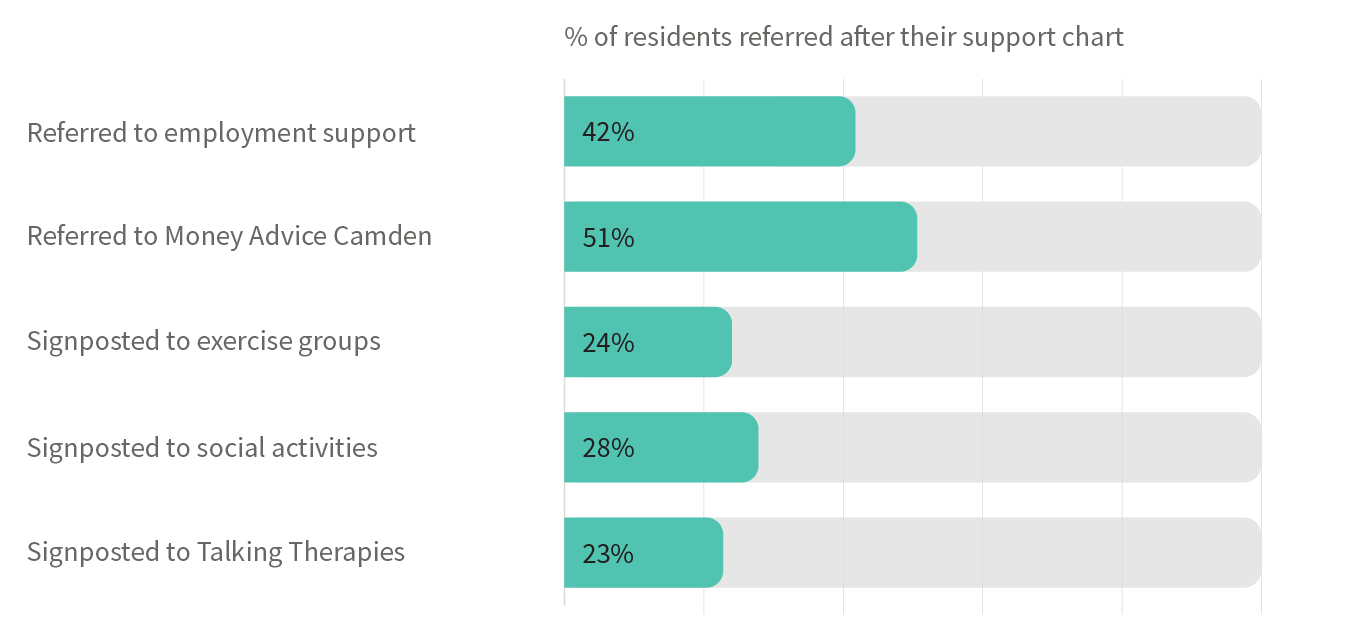 % of residents referred after their support chart
Referred to employment support 42%
Referred to Money Advice Camden 51%
Signposted to exercise groups 24%
Signposted to social activities 28%
Signposted to Talking Therapies 23%